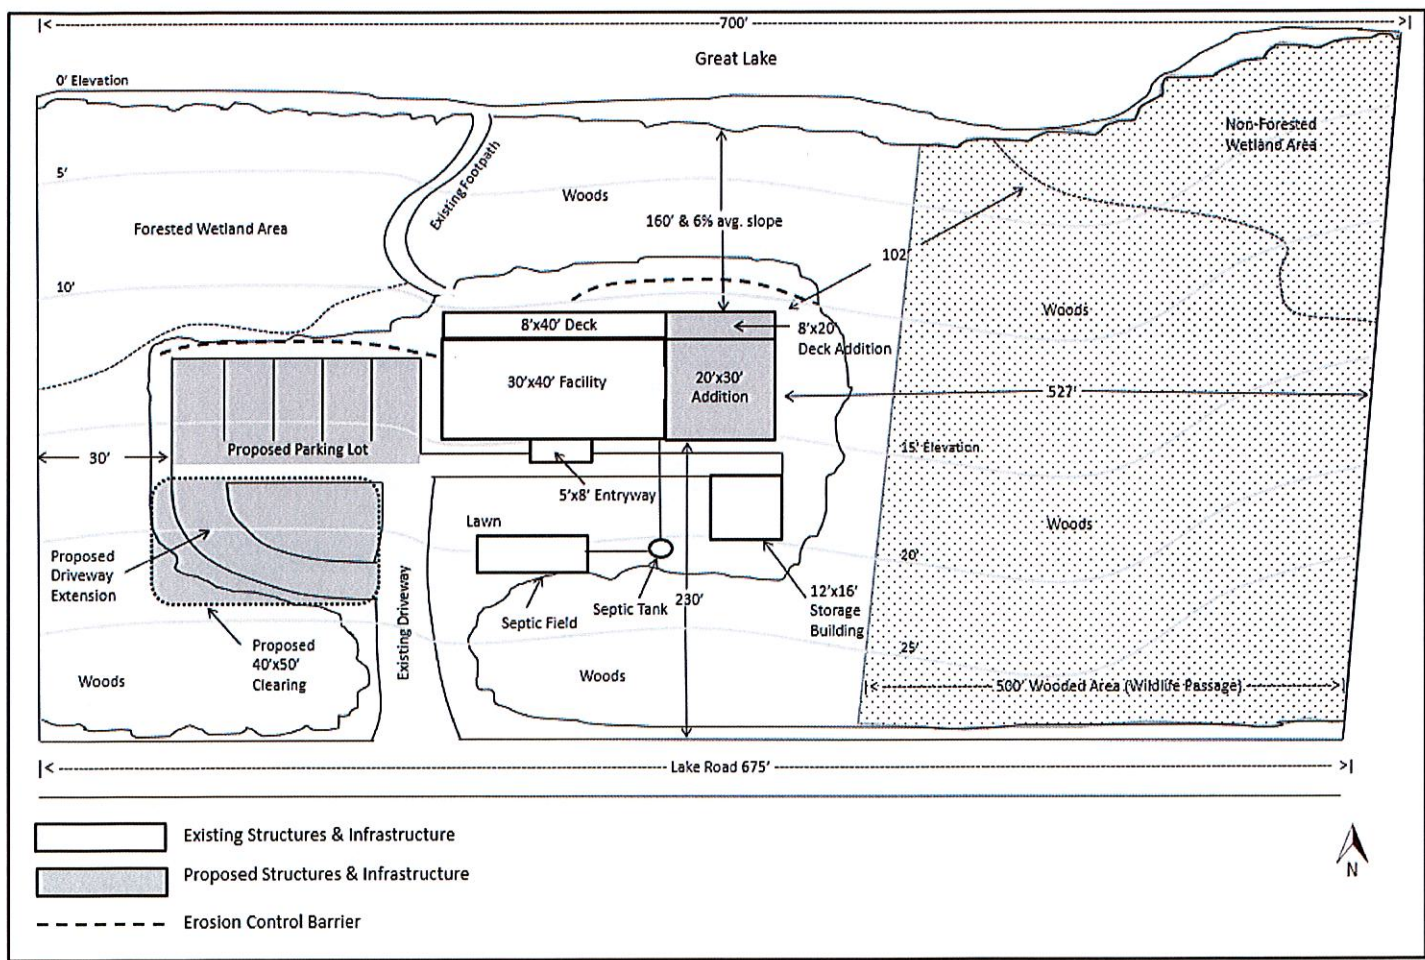 700'
Great Lake
0' Elevation
Non-Forested
Wetland Area
5'
Existing Footpath
Woods
160' & 6% avg. slope
Forested Wetland Area
102'
10'
Woods
8'x40' Deck
8'x20'
Deck Addition
30'x40' Facility
20'x30'
Addition
527'
Proposed Parking Lot
15' Elevation
30'
5'x8' Entryway
Lawn
Woods
Proposed
Driveway
Extension
20'
Septic Tank
230'
12'x16'
Storage
Building
Septic Field
Existing Driveway
Proposed
40'x50'
Clearing
25'
Woods
Woods
500' Wooded Area (Wildlife Passage)
Lake Road 675'
Existing Structures & Infrastructure
Proposed Structures & Infrastructure
N
Erosion Control Barrier